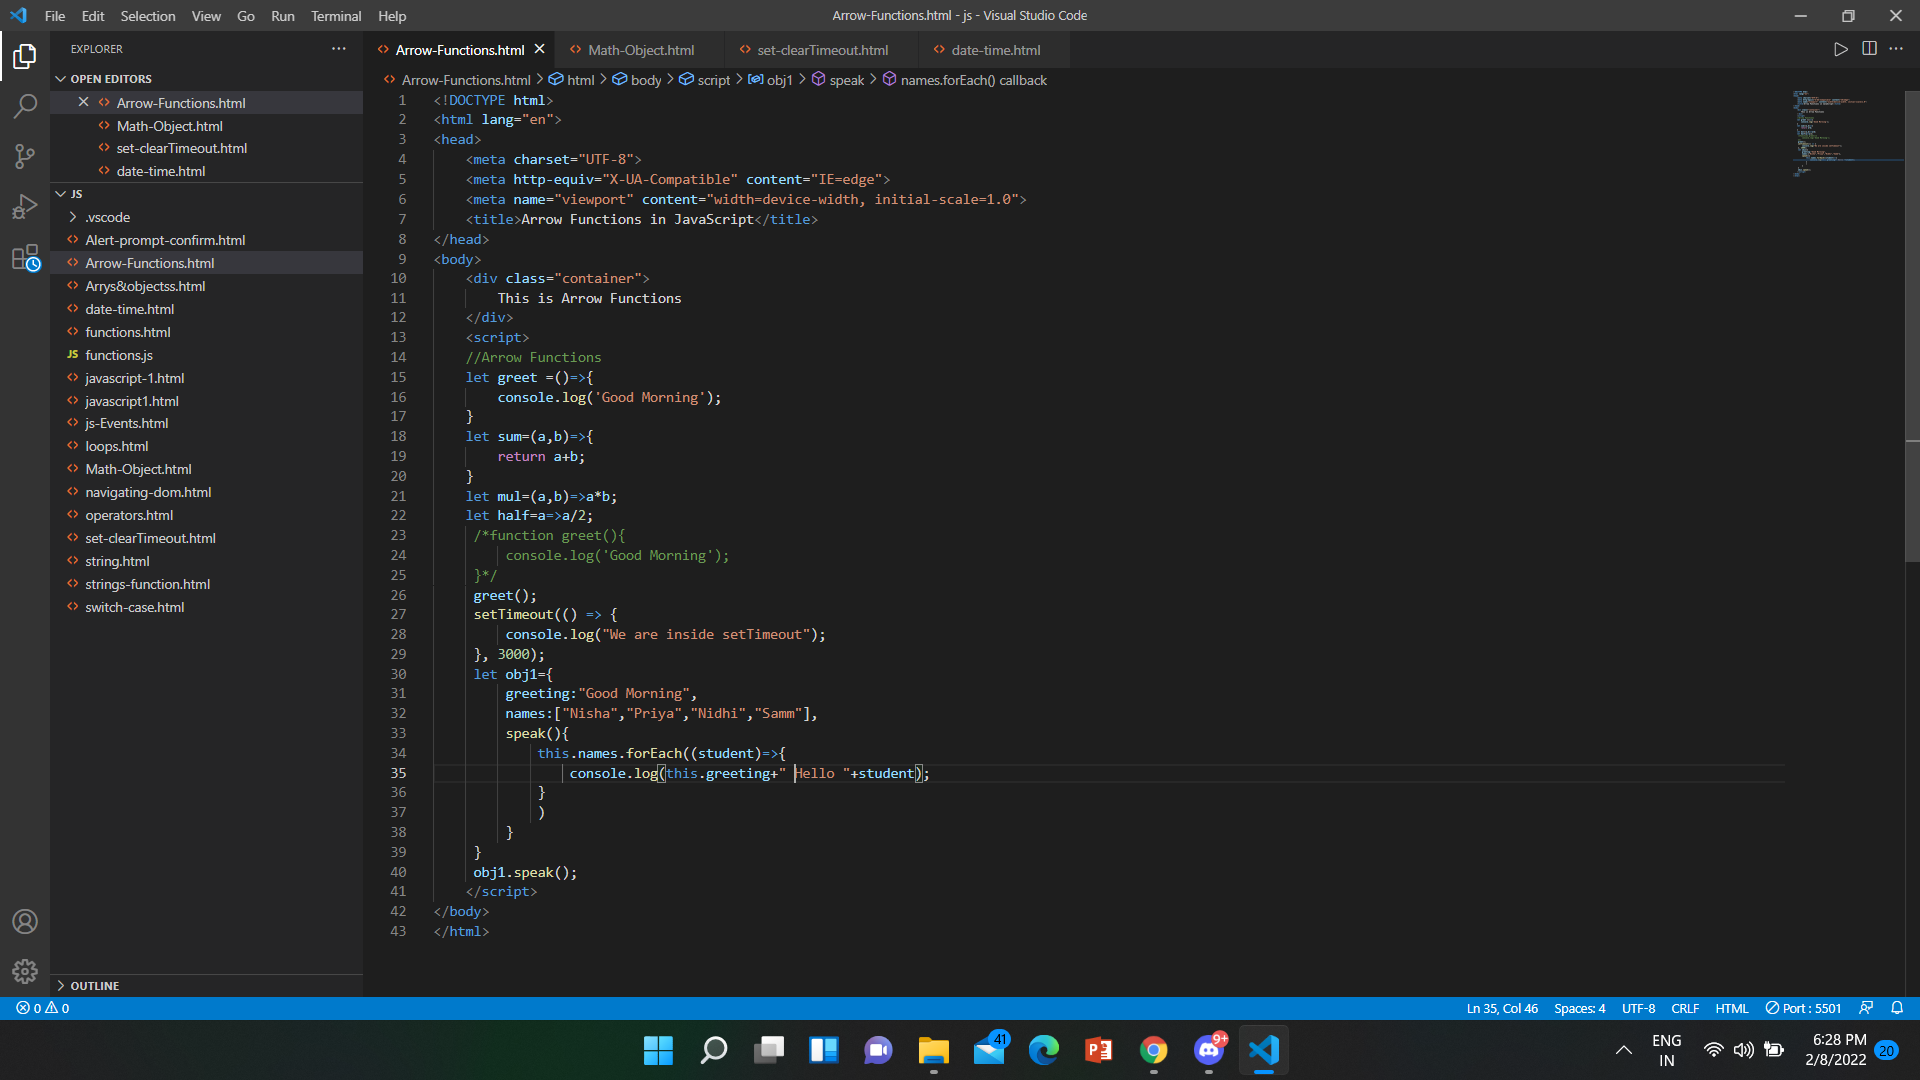 File Edit Selection View Go Run Terminal Help
Arrow-Functions.html - js - Visual Studio Code
EXPLORER
OPEN EDITORS
Arrow-Functions.html
Math-Object.html
set-clearTimeout.html
date-time.html
JS
.vscode
Alert-prompt-confirm.html
Arrow-Functions.html
Arrys&objectss.html
date-time.html
functions.html
JS functions.js
javascript-1.html
javascript1.html
js-Events.html
loops.html
Math-Object.html
navigating-dom.html
operators.html
set-clearTimeout.html
string.html
strings-function.html
switch-case.html
OUTLINE
Arrow-Functions.html Math-Object.html set-clearTimeout.html date-time.html
Arrow-Functions.html > html > body > script > obj1 > speak > names.forEach() callback
1 <!DOCTYPE html>
2 <html lang="en">
3 <head>
4 <meta charset="UTF-8">
5 <meta http-equiv="X-UA-Compatible" content="IE=edge">
6 <meta name="viewport" content="width=device-width, initial-scale=1.0">
7 <title>Arrow Functions in JavaScript</title>
8 </head>
9 <body>
10 <div class="container">
11 This is Arrow Functions
12 </div>
13 <script>
14 //Arrow Functions
15 let greet =()=>{
16 console.log('Good Morning');
17 }
18 let sum=(a,b)=>{
19 return a+b;
20 }
21 let mul=(a,b)=>a*b;
22 let half=a=>a/2;
23 /*function greet(){
24 console.log('Good Morning');
25 }*/
26 greet();
27 setTimeout(() => {
28 console.log("We are inside setTimeout");
29 }, 3000);
30 let obj1={
31 greeting:"Good Morning",
32 names:["Nisha","Priya","Nidhi","Samm"],
33 speak(){
34 this.names.forEach((student)=>{
35 console.log(this.greeting+" Hello "+student);
36 }
37 )
38 }
39 }
40 obj1.speak();
41 </script>
42 </body>
43 </html>
0 0
Ln 35, Col 46 Spaces: 4 UTF-8 CRLF HTML Port : 5501
41
9+
ENG
IN
6:28 PM
2/8/2022
20